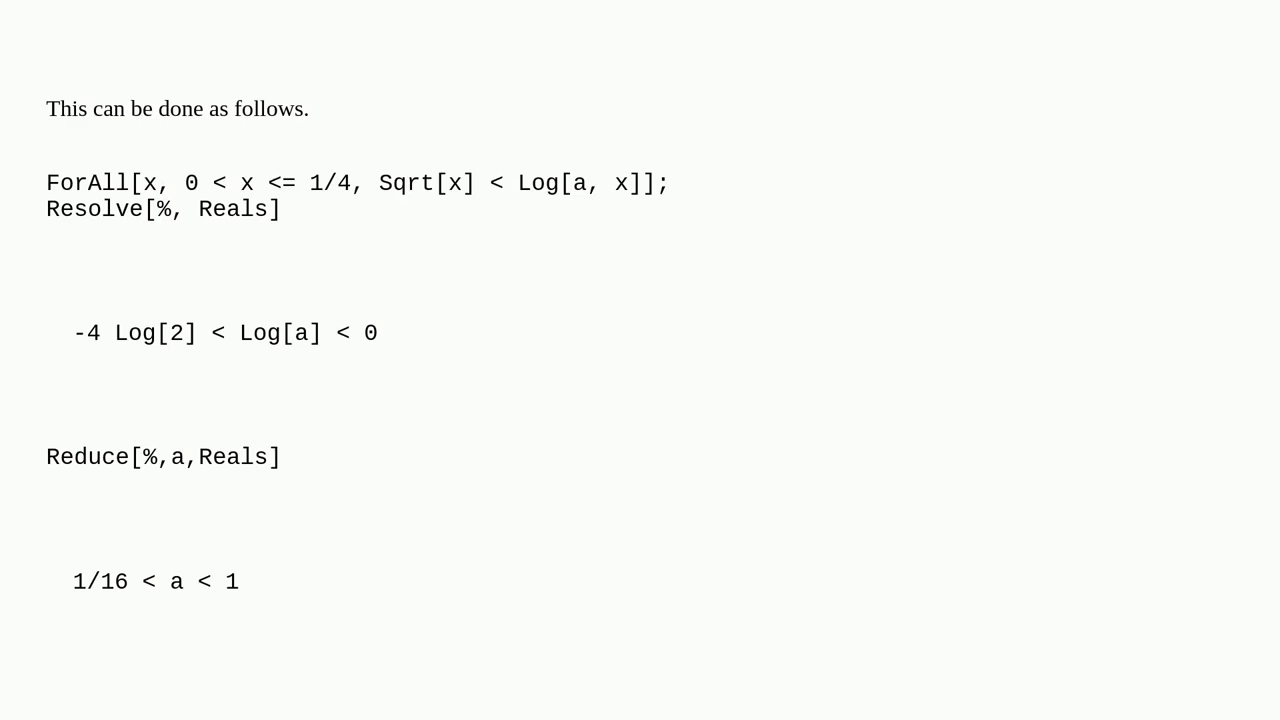 This can be done as follows.
ForAll[x, 0 < x <= 1/4, Sqrt[x] < Log[a, x]];
Resolve[%, Reals]
-4 Log[2] < Log[a] < 0
Reduce[%,a,Reals]
1/16 < a < 1